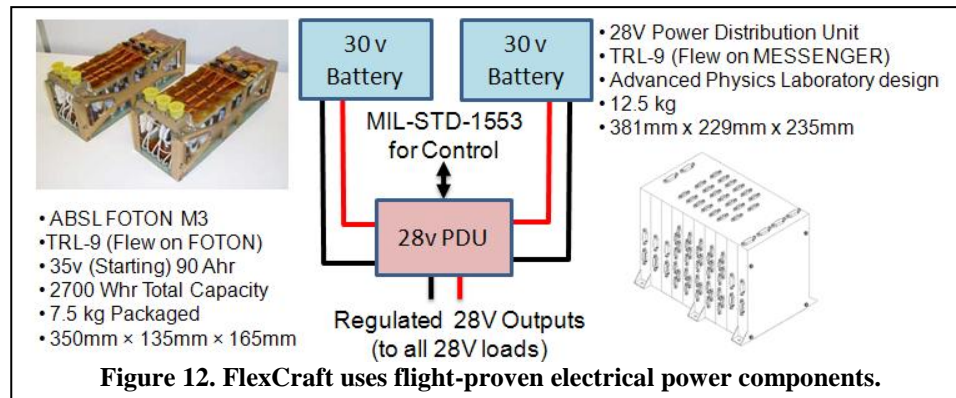 30 v
Battery
30 v
Battery
MIL-STD-1553
for Control
28v PDU
Regulated 28V Outputs
(to all 28V loads)
• ABSL FOTON M3
•TRL-9 (Flew on FOTON)
• 35v (Starting) 90 Ahr
• 2700 Whr Total Capacity
• 7.5 kg Packaged
• 350mm × 135mm × 165mm
• 28V Power Distribution Unit
• TRL-9 (Flew on MESSENGER)
• Advanced Physics Laboratory design
• 12.5 kg
• 381mm x 229mm x 235mm
Figure 12. FlexCraft uses flight-proven electrical power components.